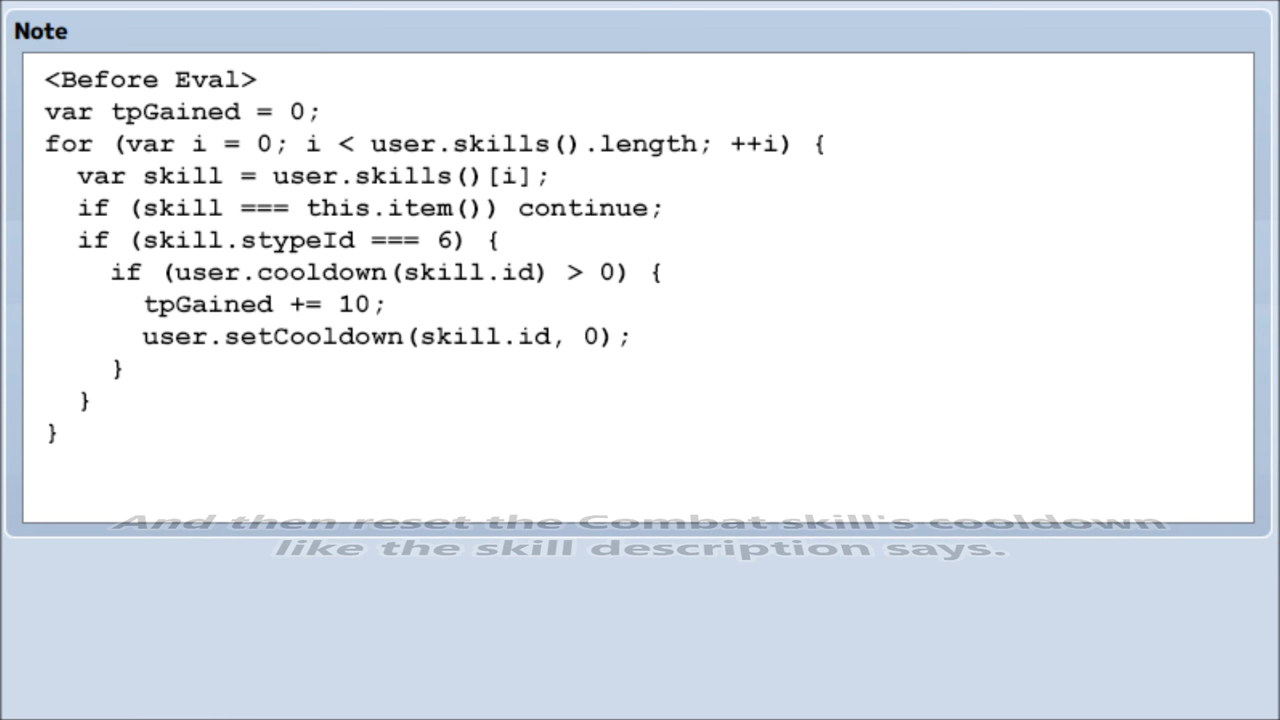 Note
<Before Eval>
var tpGained = 0;
for (var i = 0; i < user.skills().length; ++i) {
  var skill = user.skills()[i];
  if (skill === this.item()) continue;
  if (skill.stypeId === 6) {
    if (user.cooldown(skill.id) > 0) {
      tpGained += 10;
      user.setCooldown(skill.id, 0);
    }
  }
}
And then reset the Combat skill's cooldown
like the skill description says.